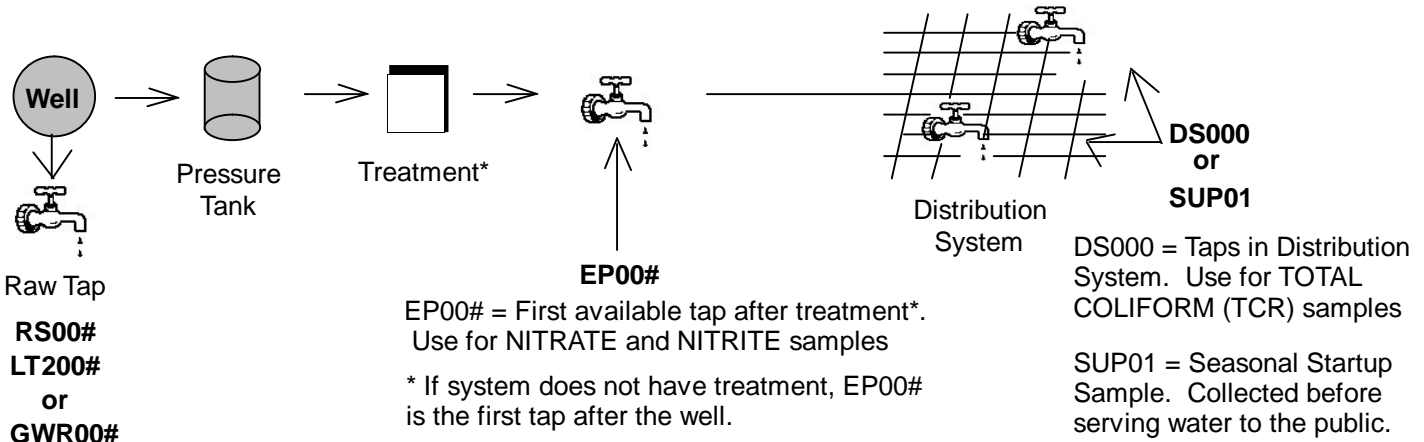 Well
Pressure
Tank
Treatment*
Raw Tap
RS00#
LT200#
or
GWR00#
EP00#
EP00# = First available tap after treatment*.
Use for NITRATE and NITRITE samples
* If system does not have treatment, EP00#
is the first tap after the well.
Distribution
System
DS000
or
SUP01
DS000 = Taps in Distribution
System. Use for TOTAL
COLIFORM (TCR) samples
SUP01 = Seasonal Startup
Sample. Collected before
serving water to the public.